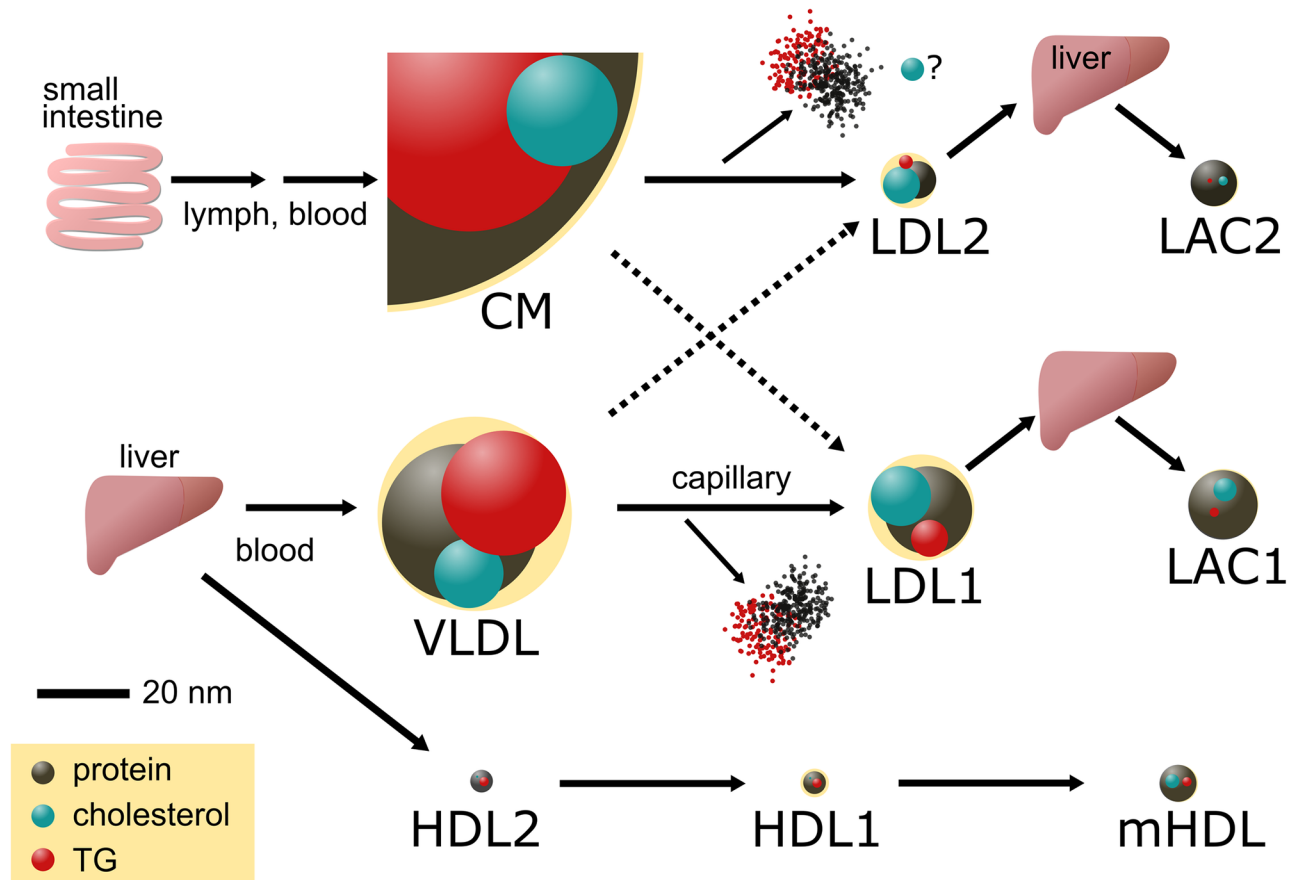 small
intestine
lymph, blood
CM
?
LDL2
liver
LAC2
liver
blood
VLDL
capillary
LDL1
LAC1
20 nm
protein
cholesterol
TG
HDL2
HDL1
mHDL